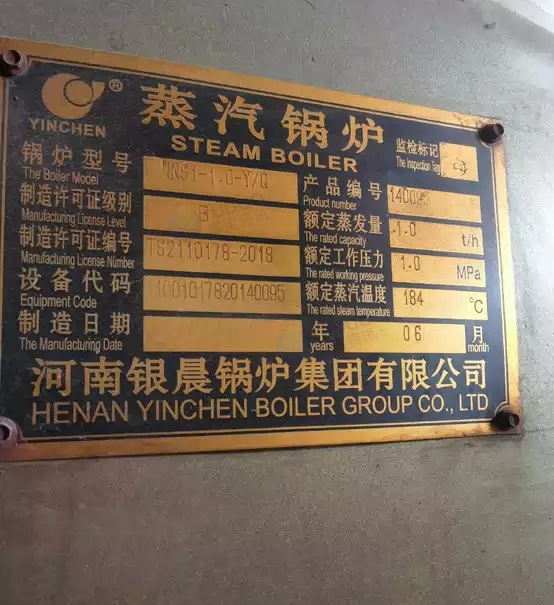 YINCHEN ®
蒸汽锅炉
STEAM BOILER
监检标记
The Inspection Tag
锅炉型号
The Boiler Model
WNS1-1.0-Y/Q
产品编号
Product number
制造许可证级别
Manufacturing License Level
B
额定蒸发量
The rated capacity
1.0
t/h
制造许可证编号
Manufacturing License Number
TS2110178-2018
额定工作压力
The rated working pressure
1.0
MPa
设备代码
Equipment Code
11001017820140095
额定蒸汽温度
The rated steam temperature
184
°C
制造日期
The Manufacturing Date
年
years
06
月
month
河南银晨锅炉集团有限公司
HENAN YINCHEN BOILER GROUP CO., LTD